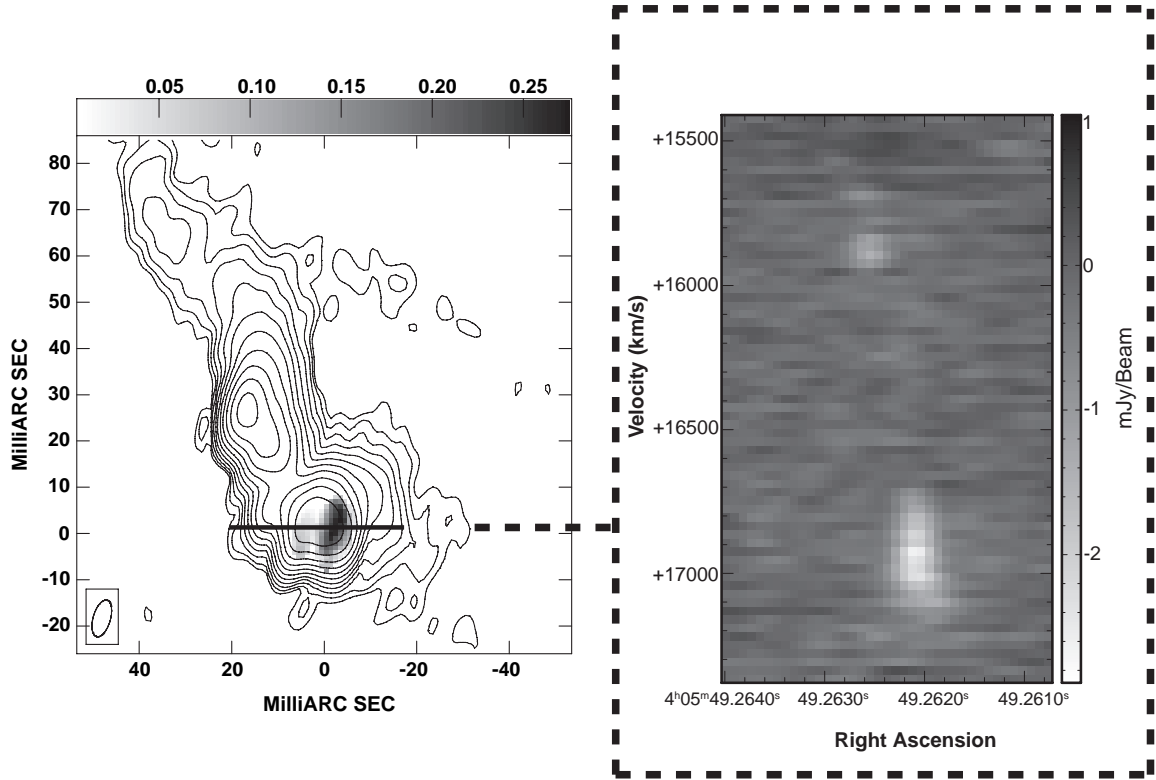 0.05 0.10 0.15 0.20 0.25
80
70
60
50
40
30
20
10
0
-10
-20
MilliARC SEC
40 20 0 -20 -40
MilliARC SEC
+15500
+16000
+16500
+17000
Velocity (km/s)
4h05m49.2640s 49.2630s 49.2620s 49.2610s
Right Ascension
1
0
-1
-2
mJy/Beam